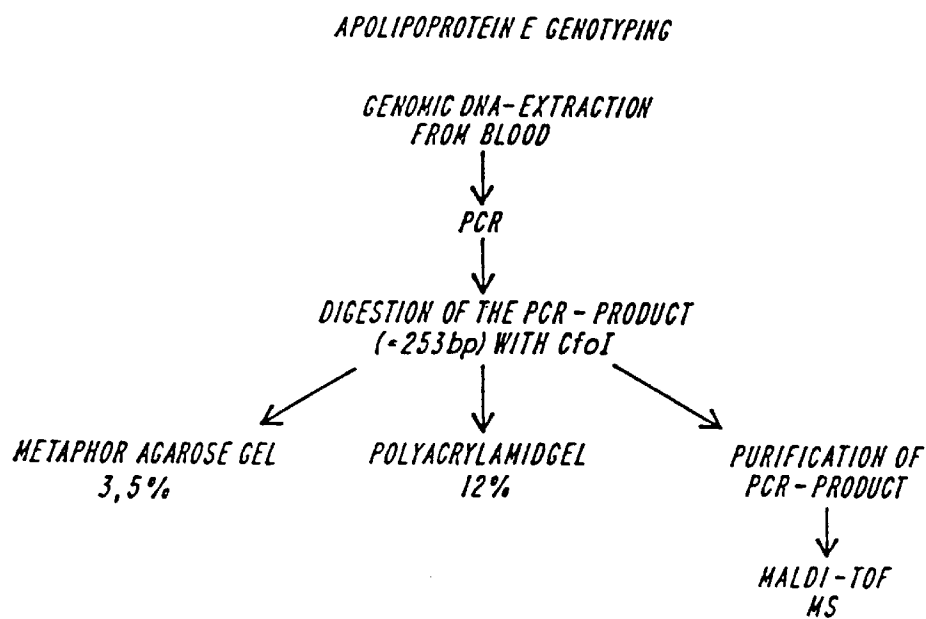 APOLIPOPROTEIN E GENOTYPING
GENOMIC DNA-EXTRACTION
FROM BLOOD
PCR
DIGESTION OF THE PCR-PRODUCT
(=253bp) WITH CfoI
METAPHOR AGAROSE GEL
3,5%
POLYACRYLAMIDGEL
12%
PURIFICATION OF
PCR-PRODUCT
MALDI-TOF
MS